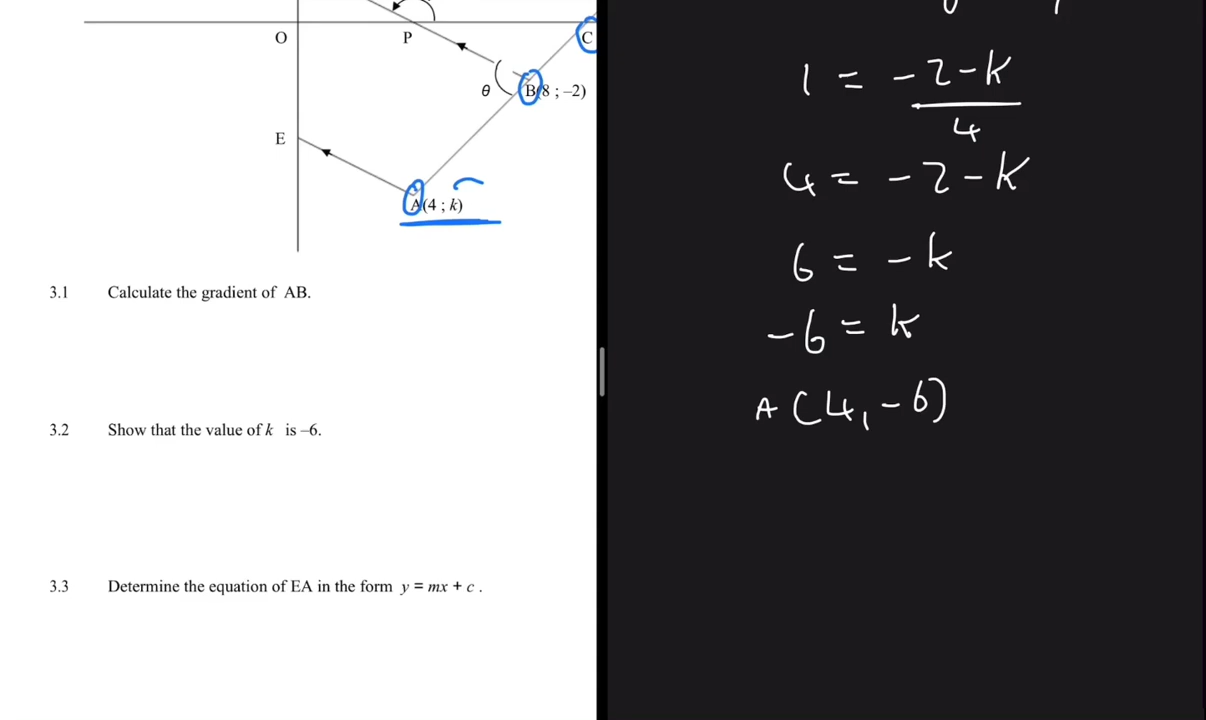 O P C
θ B(8 ; –2)
E
A(4 ; k)
3.1 Calculate the gradient of AB.
3.2 Show that the value of k is –6.
3.3 Determine the equation of EA in the form y = mx + c .
1 = -2-k
4
4 = -2-k
6 = -k
-6 = k
A(4, -6)